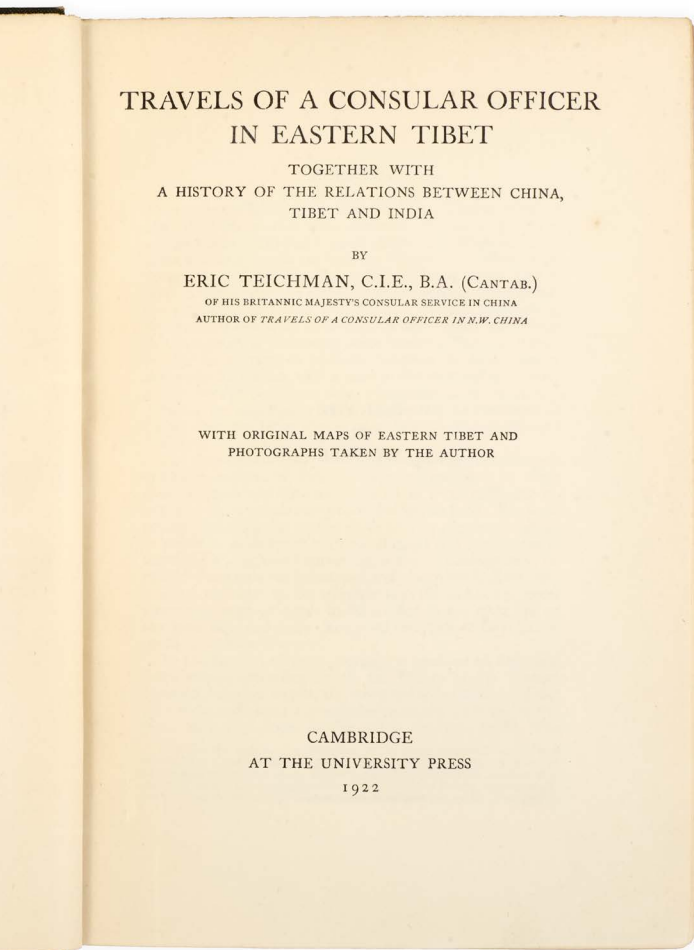 TRAVELS OF A CONSULAR OFFICER
IN EASTERN TIBET
TOGETHER WITH
A HISTORY OF THE RELATIONS BETWEEN CHINA,
TIBET AND INDIA
BY
ERIC TEICHMAN, C.I.E., B.A. (CANTAB.)
OF HIS BRITANNIC MAJESTY'S CONSULAR SERVICE IN CHINA
AUTHOR OF TRAVELS OF A CONSULAR OFFICER IN N.W. CHINA
WITH ORIGINAL MAPS OF EASTERN TIBET AND
PHOTOGRAPHS TAKEN BY THE AUTHOR
CAMBRIDGE
AT THE UNIVERSITY PRESS
1922